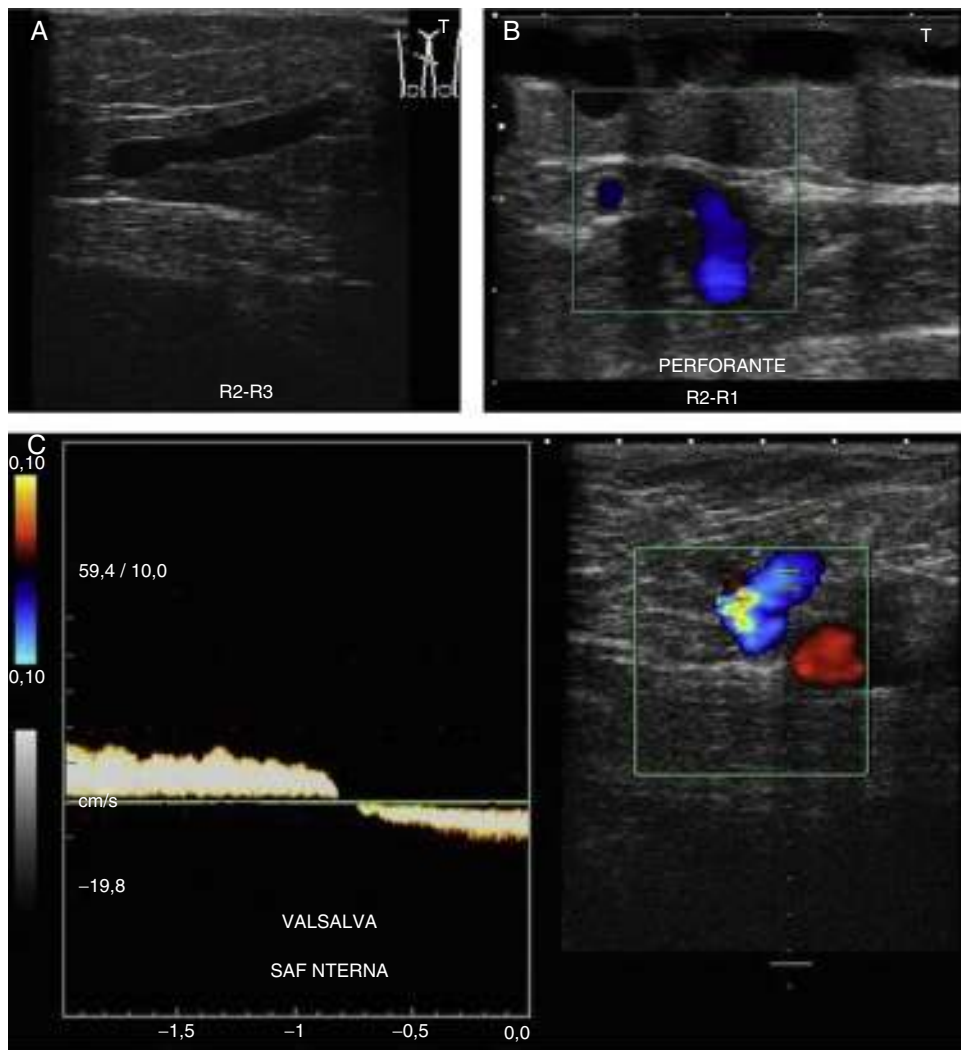 A
T
R2-R3
B
T
PERFORANTE
R2-R1
C
0,10
0,10
59,4 / 10,0
cm/s
–19,8
VALSALVA
SAF NTERNA
–1,5
–1
–0,5
0,0